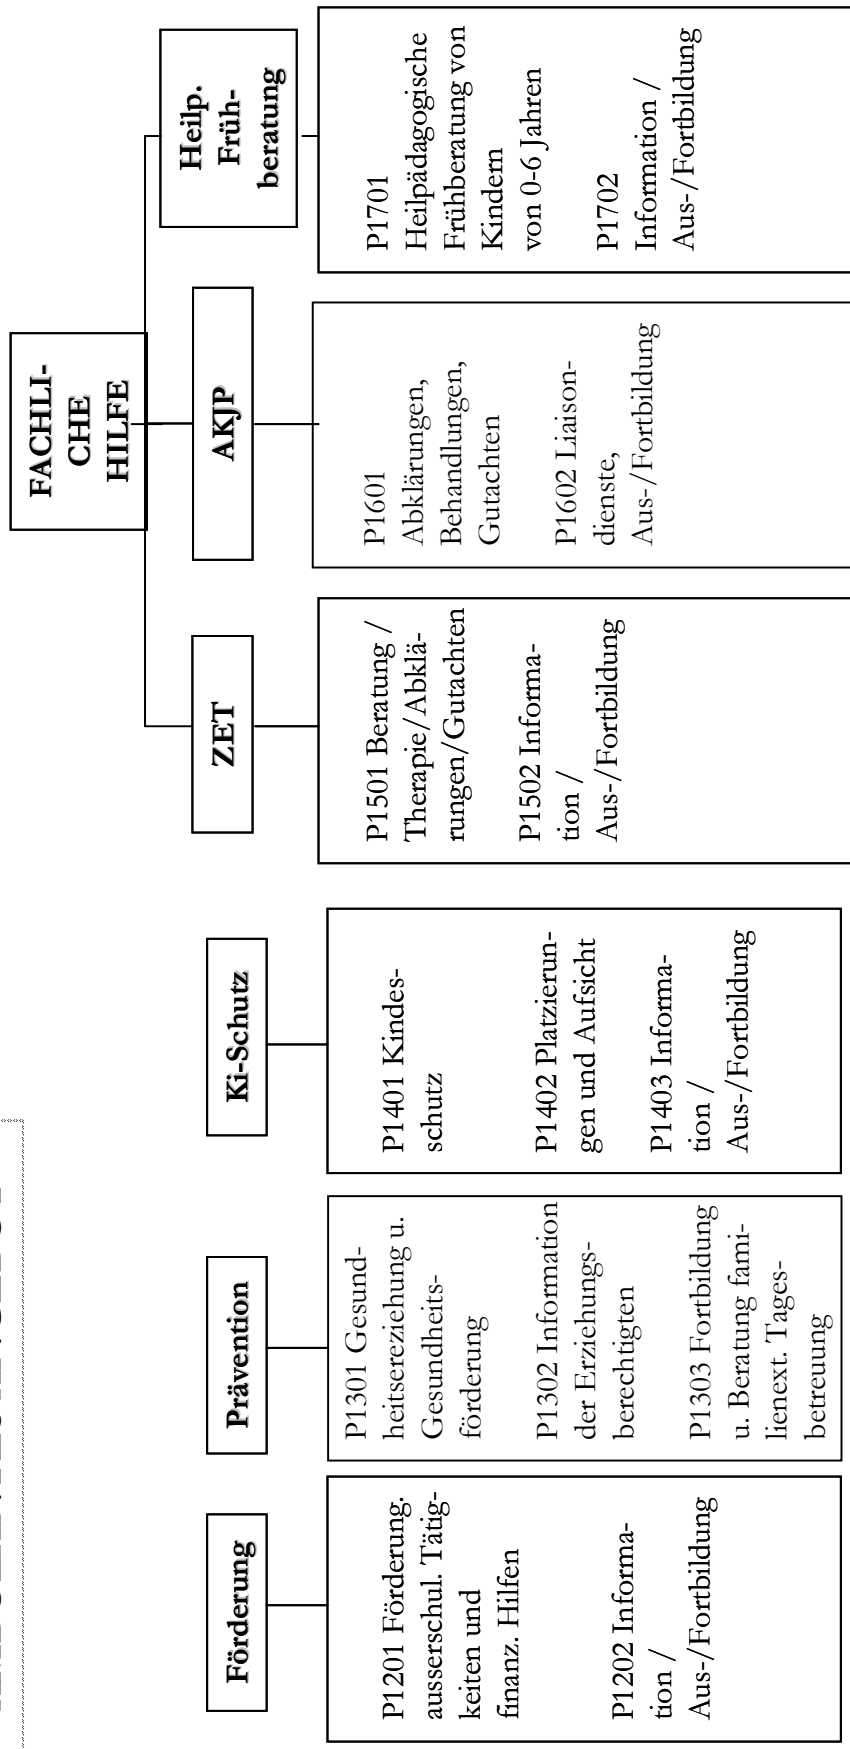 FACHLI-
CHE
HILFE
Förderung
Prävention
Ki-Schutz
ZET
AKJP
Heilp.
Früh-
beratung
P1201 Förderung.
ausserschul. Tätig-
keiten und
finanz. Hilfen
P1202 Informa-
tion /
Aus-/Fortbildung
P1301 Gesund-
heitsereziehung u.
Gesundheits-
förderung
P1302 Information
der Erziehungs-
berechtigten
P1303 Fortbildung
u. Beratung fami-
lienext. Tages-
betreuung
P1401 Kindes-
schutz
P1402 Platzierun-
gen und Aufsicht
P1403 Informa-
tion /
Aus-/Fortbildung
P1501 Beratung /
Therapie/Abklä-
rungen/Gutachten
P1502 Informa-
tion /
Aus-/Fortbildung
P1601
Abklärungen,
Behandlungen,
Gutachten
P1602 Liaison-
dienste,
Aus-/Fortbildung
P1701
Heilpädagogische
Frühberatung von
Kindern
von 0-6 Jahren
P1702
Information /
Aus-/Fortbildung